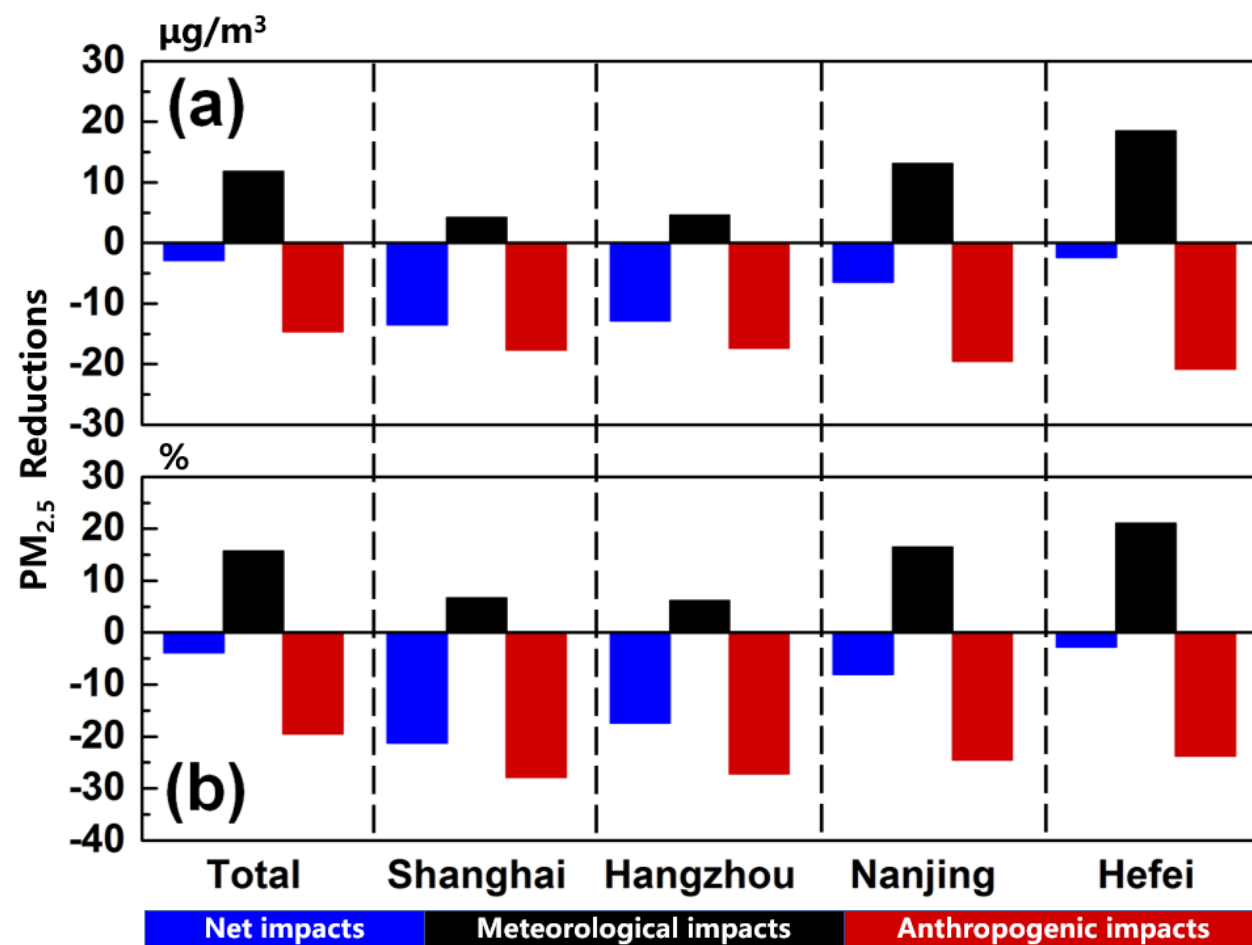 µg/m³
30
(a)
20
10
0
-10
-20
-30
PM₂.₅ Reductions
%
30
20
10
0
-10
-20
-30
(b)
-40
Total Shanghai Hangzhou Nanjing Hefei
Net impacts Meteorological impacts Anthropogenic impacts